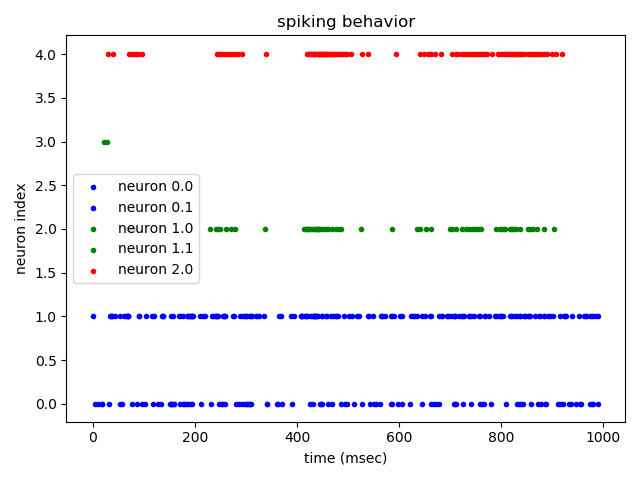 spiking behavior
neuron index
4.0
3.5
3.0
2.5
2.0
1.5
1.0
0.5
0.0
neuron 0.0
neuron 0.1
neuron 1.0
neuron 1.1
neuron 2.0
0
200
400
600
800
1000
time (msec)